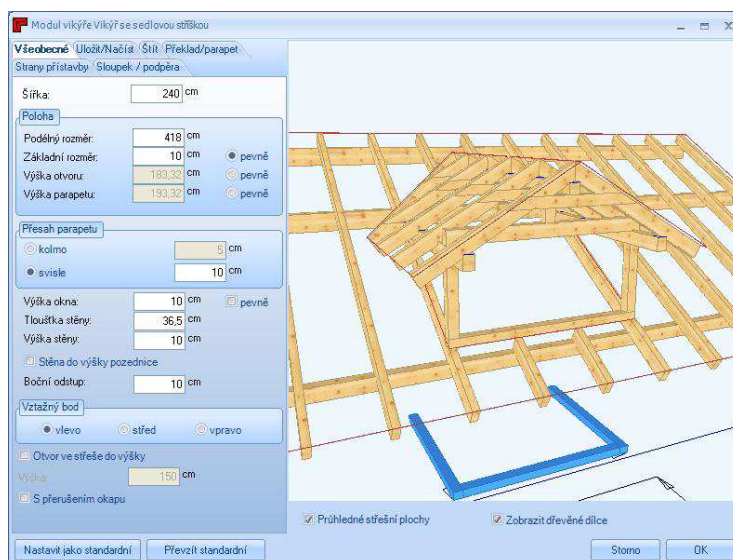 Modul vikýře Vikýř se sedlovou stříškou
Všeobecné Uložit/Načíst Štít Překlad/parapet
Strany přístavby Sloupek / podpěra
Šířka: 240 cm
Poloha
Podélný rozměr: 418 cm
Základní rozměr: 10 cm pevně
Výška otvoru: 183,32 cm pevně
Výška parapetu: 193,32 cm pevně
Přesah parapetu
kolmo 5 cm
svisle 10 cm
Výška okna: 10 cm pevně
Tloušťka stěny: 36,5 cm
Výška stěny: 10 cm
Stěna do výšky pozednice
Boční odstup: 10 cm
Vztažný bod
vlevo střed vpravo
Otvor ve střeše do výšky
Výška: 150 cm
S přerušením okapu
Průhledné střešní plochy Zobrazit dřevěné dílce
Nastavit jako standardní Převzít standardní Storno OK